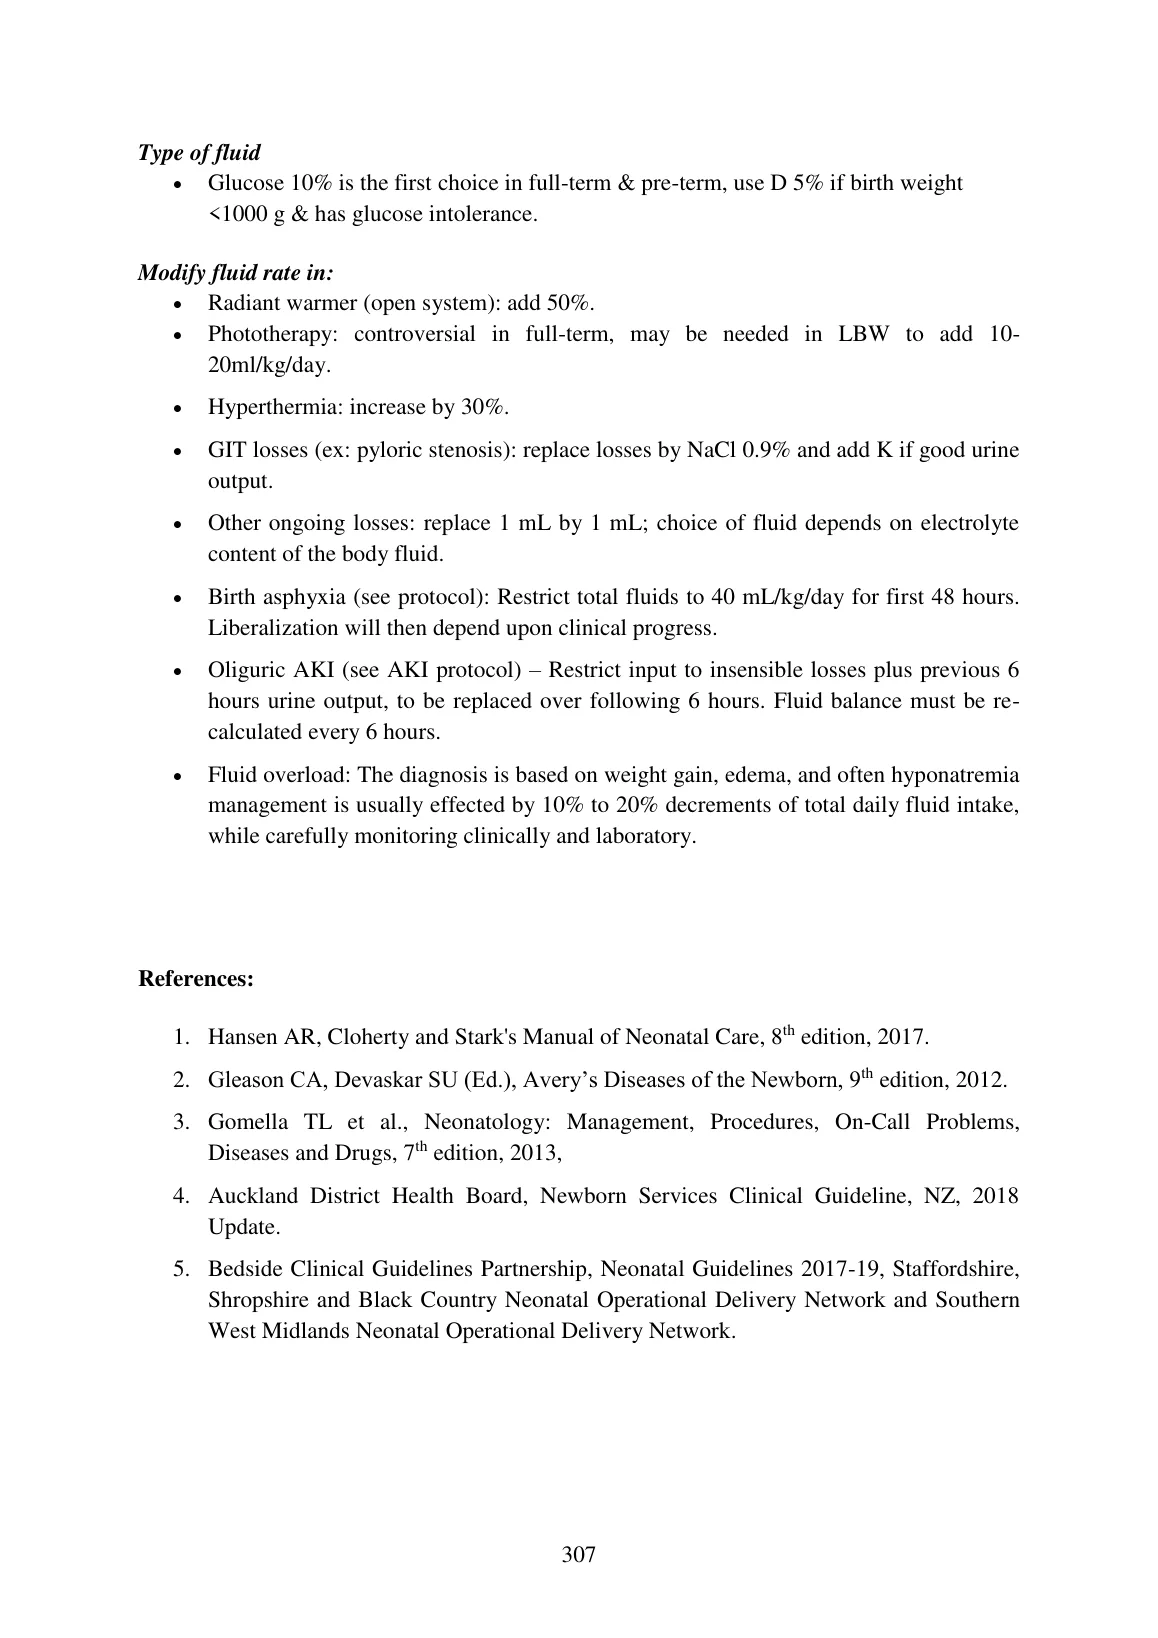 Type of fluid
• Glucose 10% is the first choice in full-term & pre-term, use D 5% if birth weight
<1000 g & has glucose intolerance.
Modify fluid rate in:
• Radiant warmer (open system): add 50%.
• Phototherapy: controversial in full-term, may be needed in LBW to add 10-
20ml/kg/day.
• Hyperthermia: increase by 30%.
• GIT losses (ex: pyloric stenosis): replace losses by NaCl 0.9% and add K if good urine
output.
• Other ongoing losses: replace 1 mL by 1 mL; choice of fluid depends on electrolyte
content of the body fluid.
• Birth asphyxia (see protocol): Restrict total fluids to 40 mL/kg/day for first 48 hours.
Liberalization will then depend upon clinical progress.
• Oliguric AKI (see AKI protocol) – Restrict input to insensible losses plus previous 6
hours urine output, to be replaced over following 6 hours. Fluid balance must be re-
calculated every 6 hours.
• Fluid overload: The diagnosis is based on weight gain, edema, and often hyponatremia
management is usually effected by 10% to 20% decrements of total daily fluid intake,
while carefully monitoring clinically and laboratory.
References:
1. Hansen AR, Cloherty and Stark's Manual of Neonatal Care, 8th edition, 2017.
2. Gleason CA, Devaskar SU (Ed.), Avery’s Diseases of the Newborn, 9th edition, 2012.
3. Gomella TL et al., Neonatology: Management, Procedures, On-Call Problems,
Diseases and Drugs, 7th edition, 2013,
4. Auckland District Health Board, Newborn Services Clinical Guideline, NZ, 2018
Update.
5. Bedside Clinical Guidelines Partnership, Neonatal Guidelines 2017-19, Staffordshire,
Shropshire and Black Country Neonatal Operational Delivery Network and Southern
West Midlands Neonatal Operational Delivery Network.
307